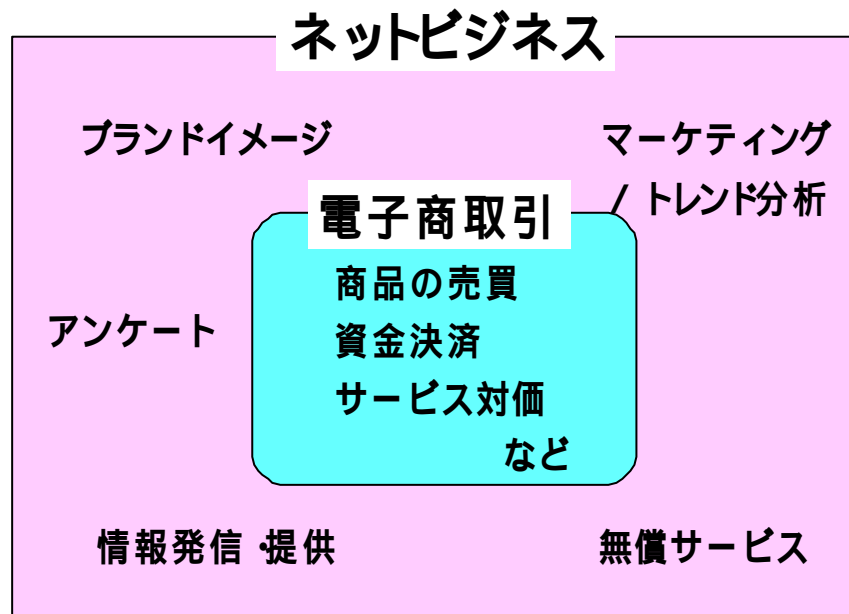 ネットビジネス
ブランドイメージ
マーケティング
/ トレンド分析
電子商取引
商品の売買
資金決済
サービス対価
など
アンケート
情報発信・提供
無償サービス